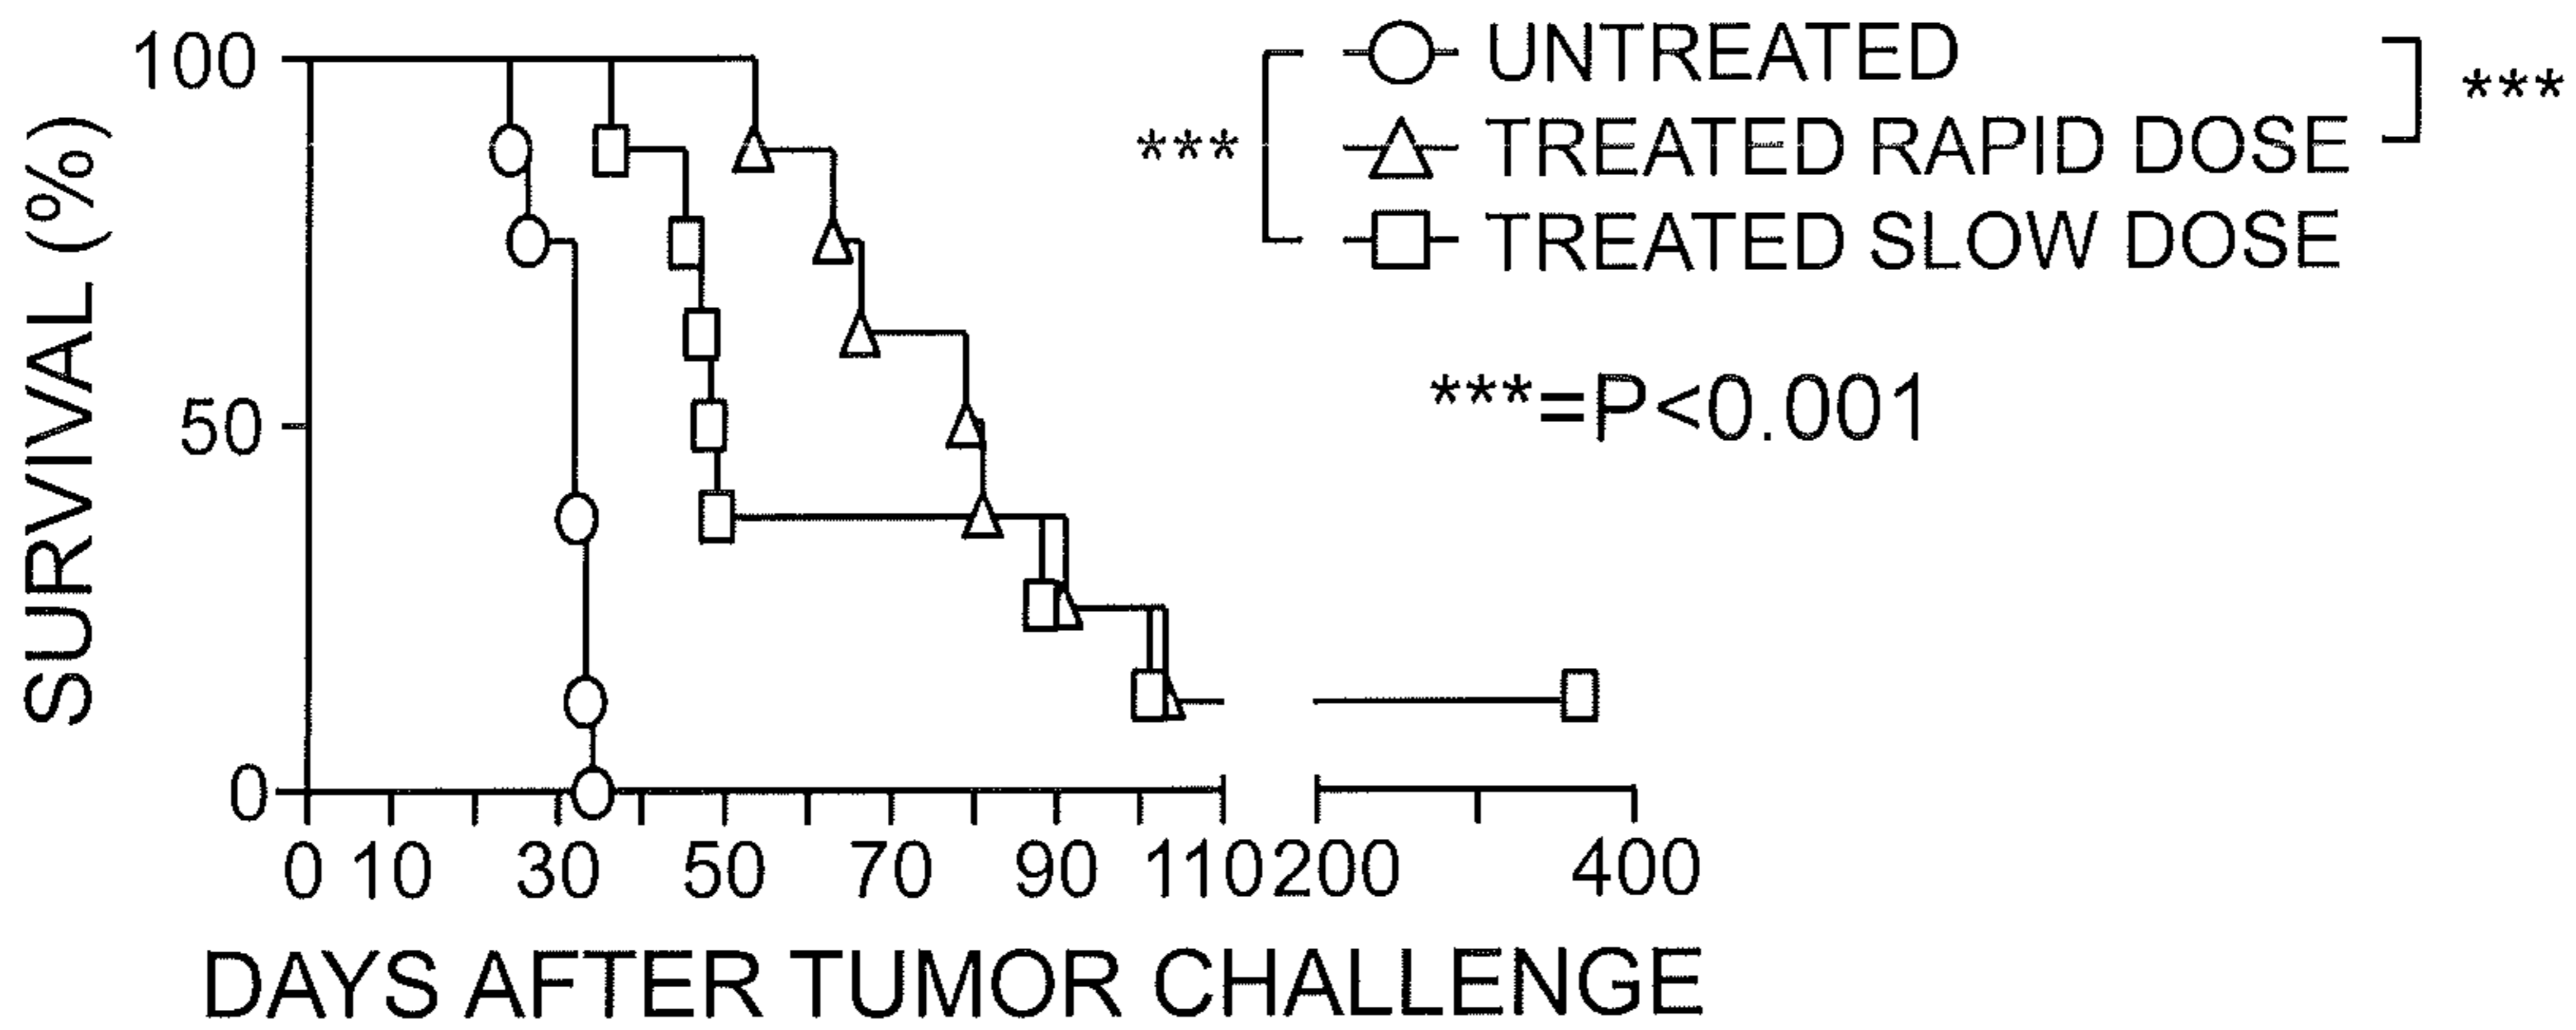 100
50
0
SURVIVAL (%)
*** UNTREATED ***
TREATED RAPID DOSE
TREATED SLOW DOSE
***=P<0.001
0 10 30 50 70 90 110 200 400
DAYS AFTER TUMOR CHALLENGE